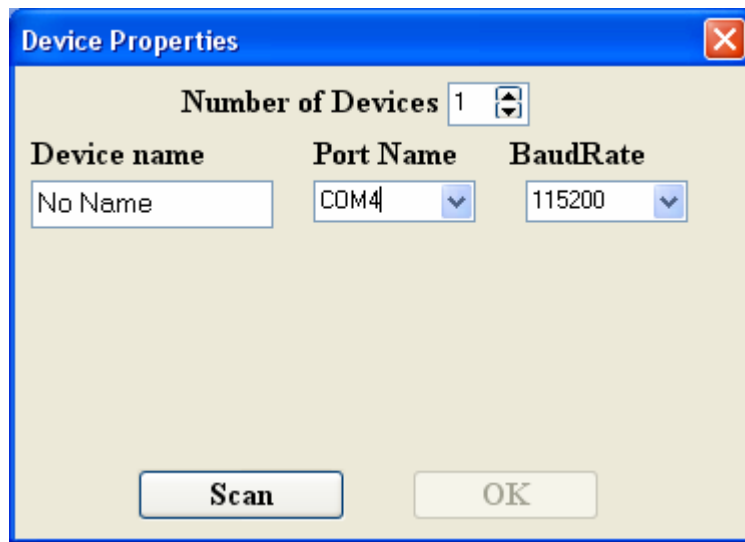 Device Properties
Number of Devices 1
Device name Port Name BaudRate
No Name COM4 115200
Scan OK